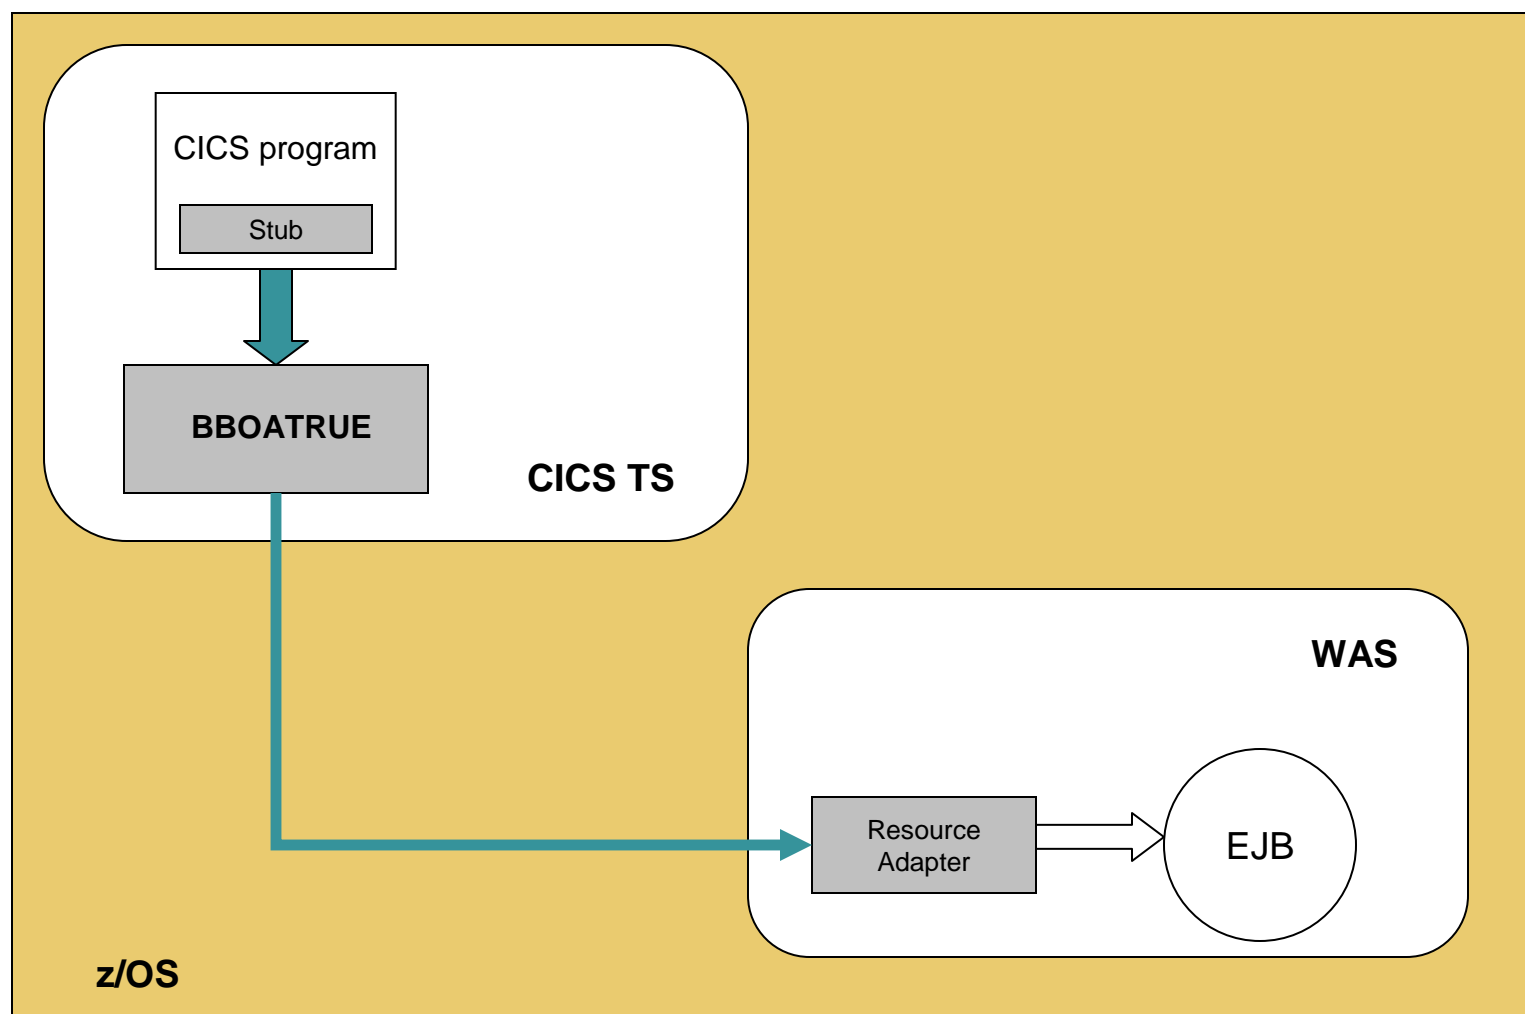 CICS program
Stub
BBOATRUE
CICS TS
WAS
Resource
Adapter
EJB
z/OS